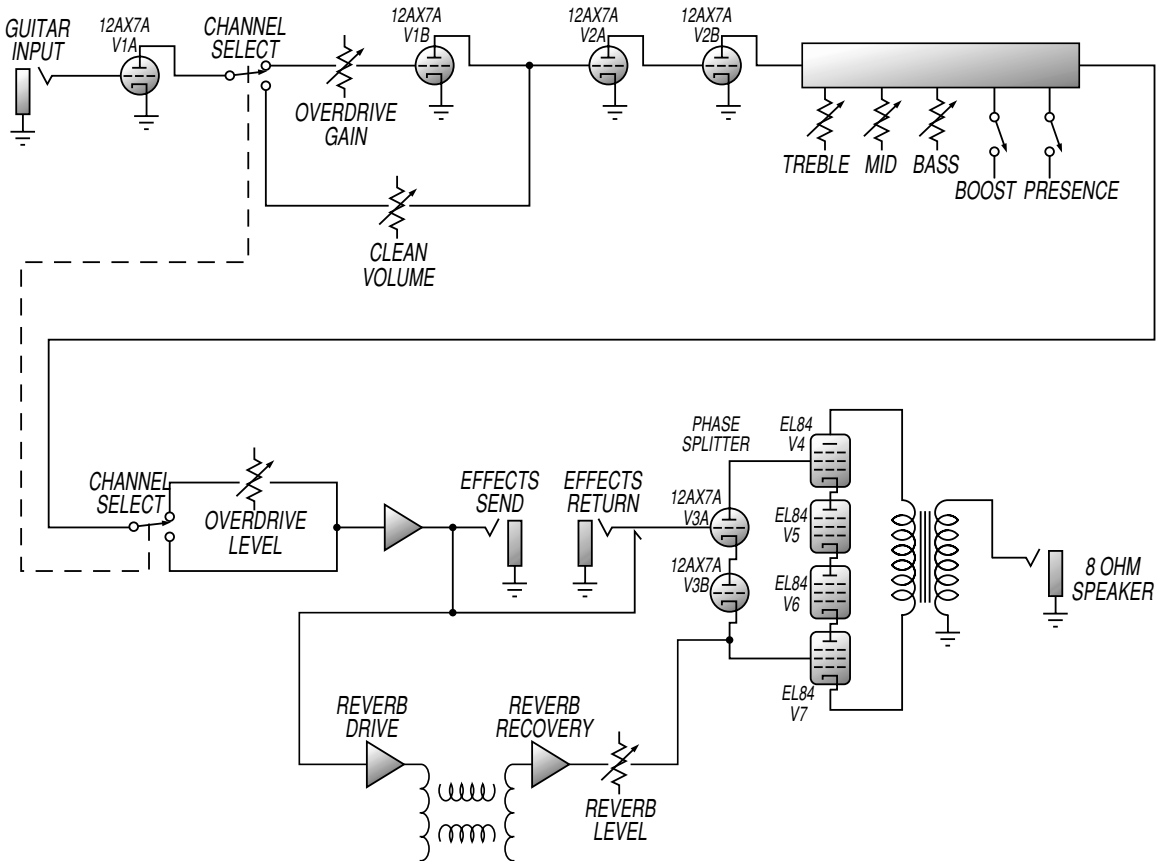 GUITAR
INPUT
12AX7A
V1A
CHANNEL
SELECT
OVERDRIVE
GAIN
12AX7A
V1B
12AX7A
V2A
12AX7A
V2B
TREBLE
MID
BASS
BOOST
PRESENCE
CLEAN
VOLUME
CHANNEL
SELECT
OVERDRIVE
LEVEL
EFFECTS
SEND
EFFECTS
RETURN
PHASE
SPLITTER
12AX7A
V3A
12AX7A
V3B
EL84
V4
EL84
V5
EL84
V6
EL84
V7
8 OHM
SPEAKER
REVERB
DRIVE
REVERB
RECOVERY
REVERB
LEVEL